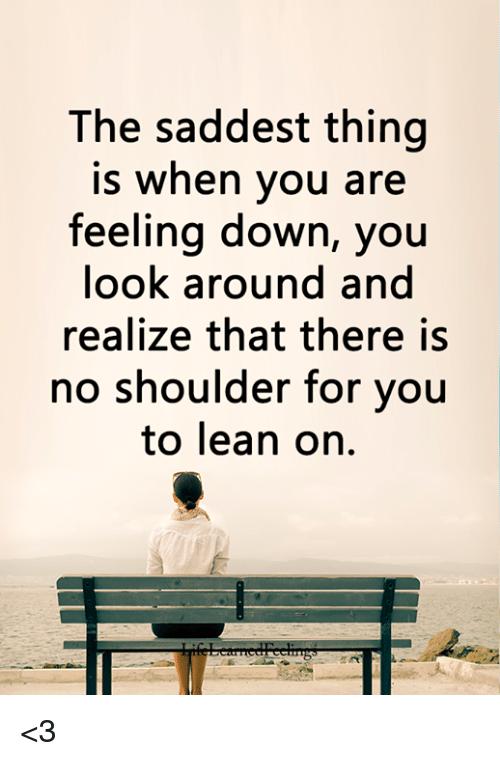 The saddest thing
is when you are
feeling down, you
look around and
realize that there is
no shoulder for you
to lean on.
LifeLearnedFeelings
<3